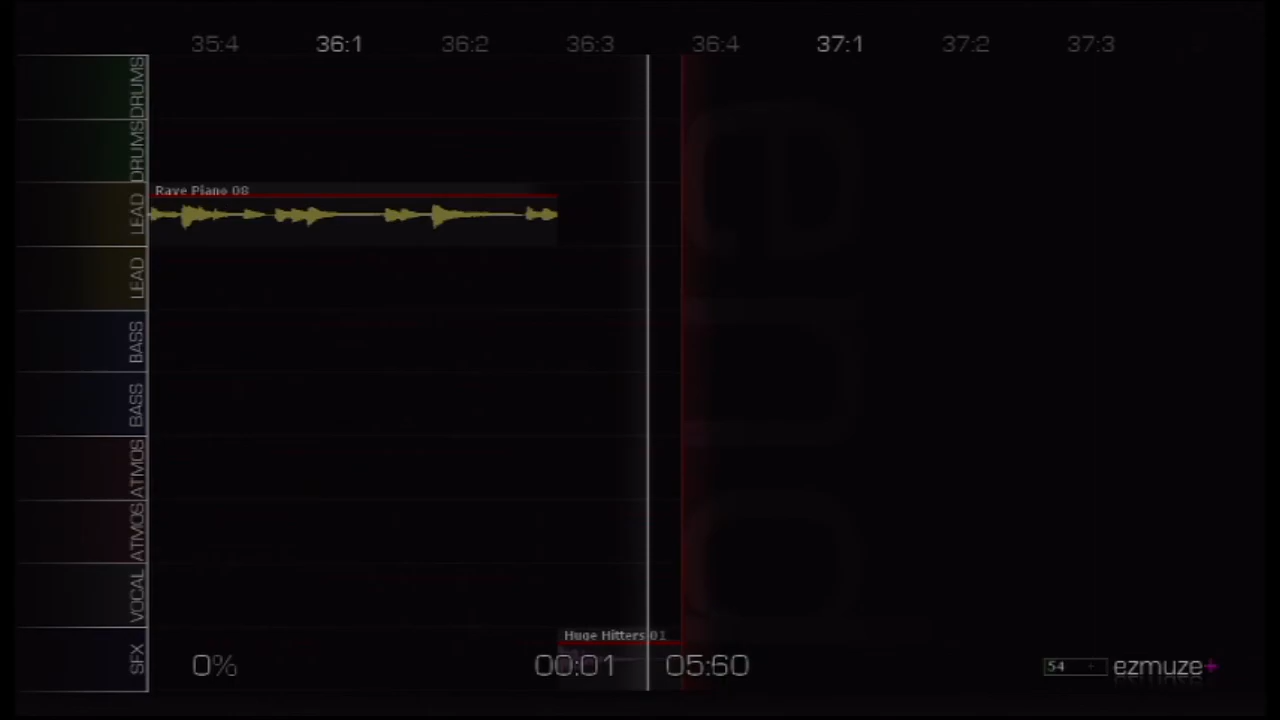 35:4 36:1 36:2 36:3 36:4 37:1 37:2 37:3
DRUMS
DRUMS
Rave Piano 08
LEAD
LEAD
BASS
BASS
ATMOS
ATMOS
VOCAL
Huge Hitters 01
SFX
0% 00:01 05:60 54 ezmuze+